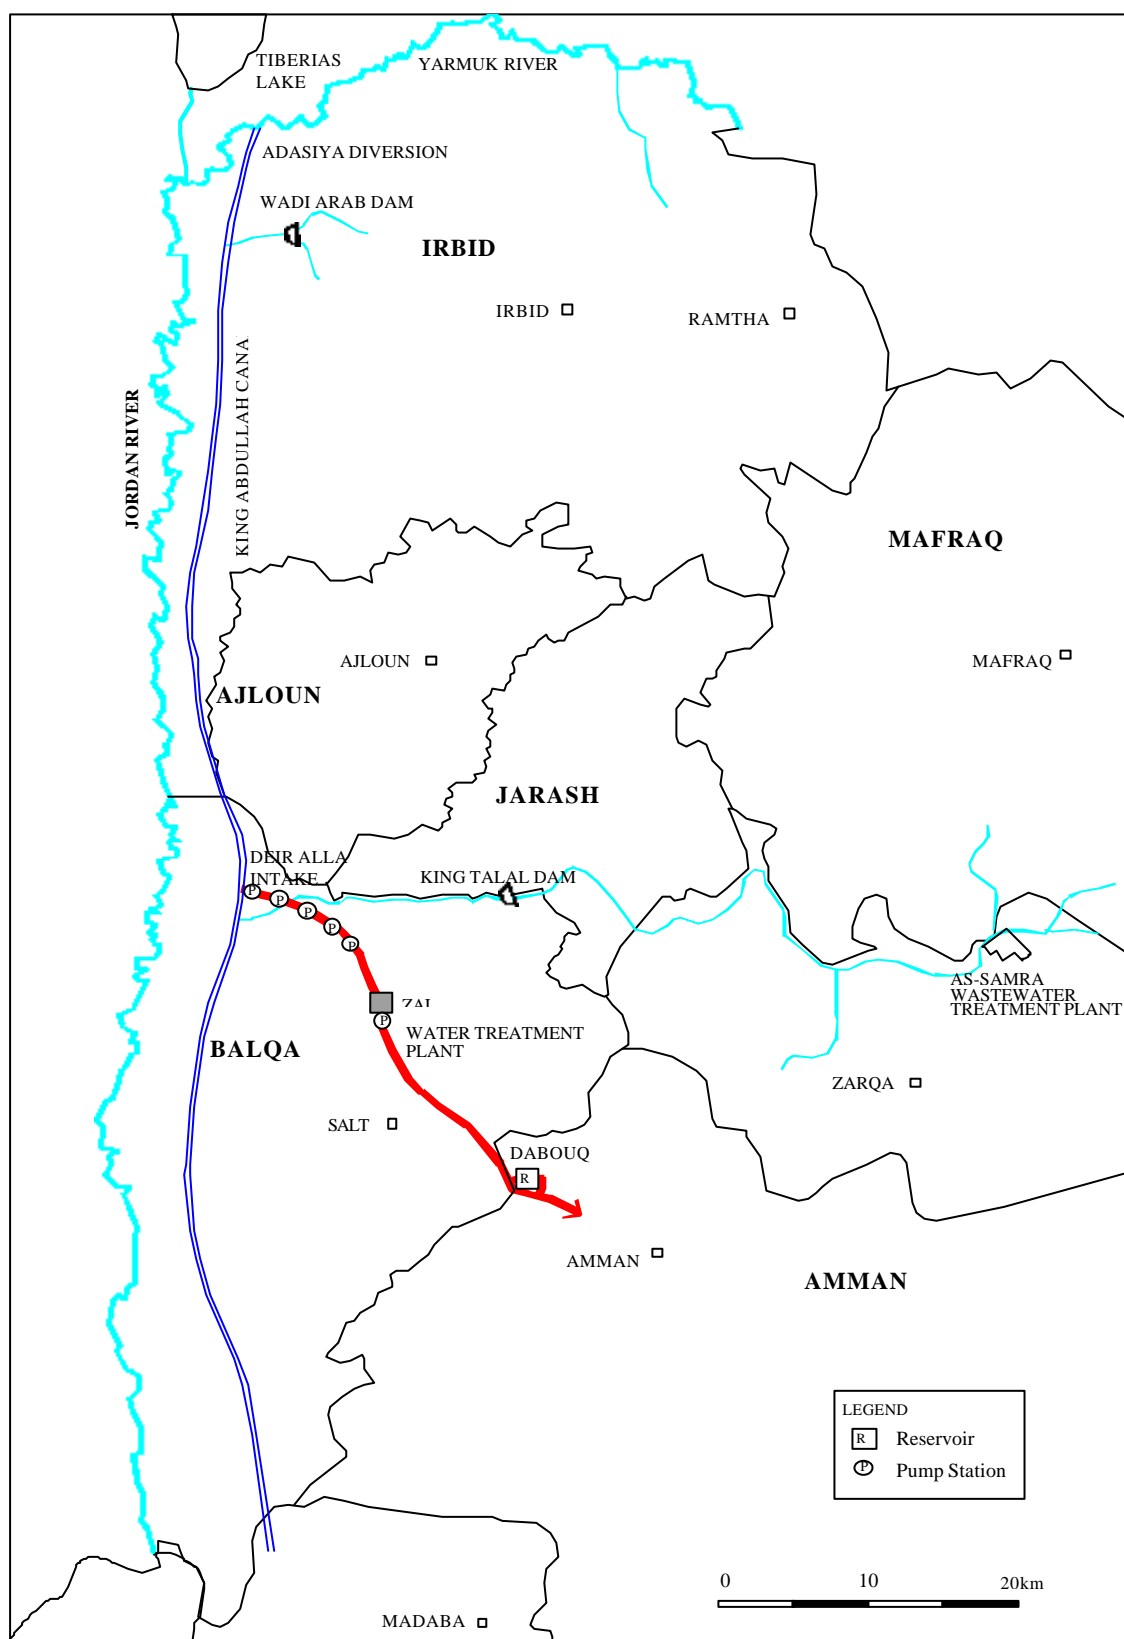 TIBERIAS
LAKE
YARMUK RIVER
ADASIYA DIVERSION
WADI ARAB DAM
IRBID
IRBID
RAMTHA
KING ABDULLAH CANA
JORDAN RIVER
MAFRAQ
AJLOUN
MAFRAQ
AJLOUN
JARASH
DEIR ALLA
INTAKE
KING TALAL DAM
P
P
P
P
P
AS-SAMRA
WASTEWATER
TREATMENT PLANT
P
WATER TREATMENT
PLANT
BALQA
ZARQA
SALT
DABOUQ
R
AMMAN
AMMAN
LEGEND
R Reservoir
P Pump Station
0 10 20km
MADABA